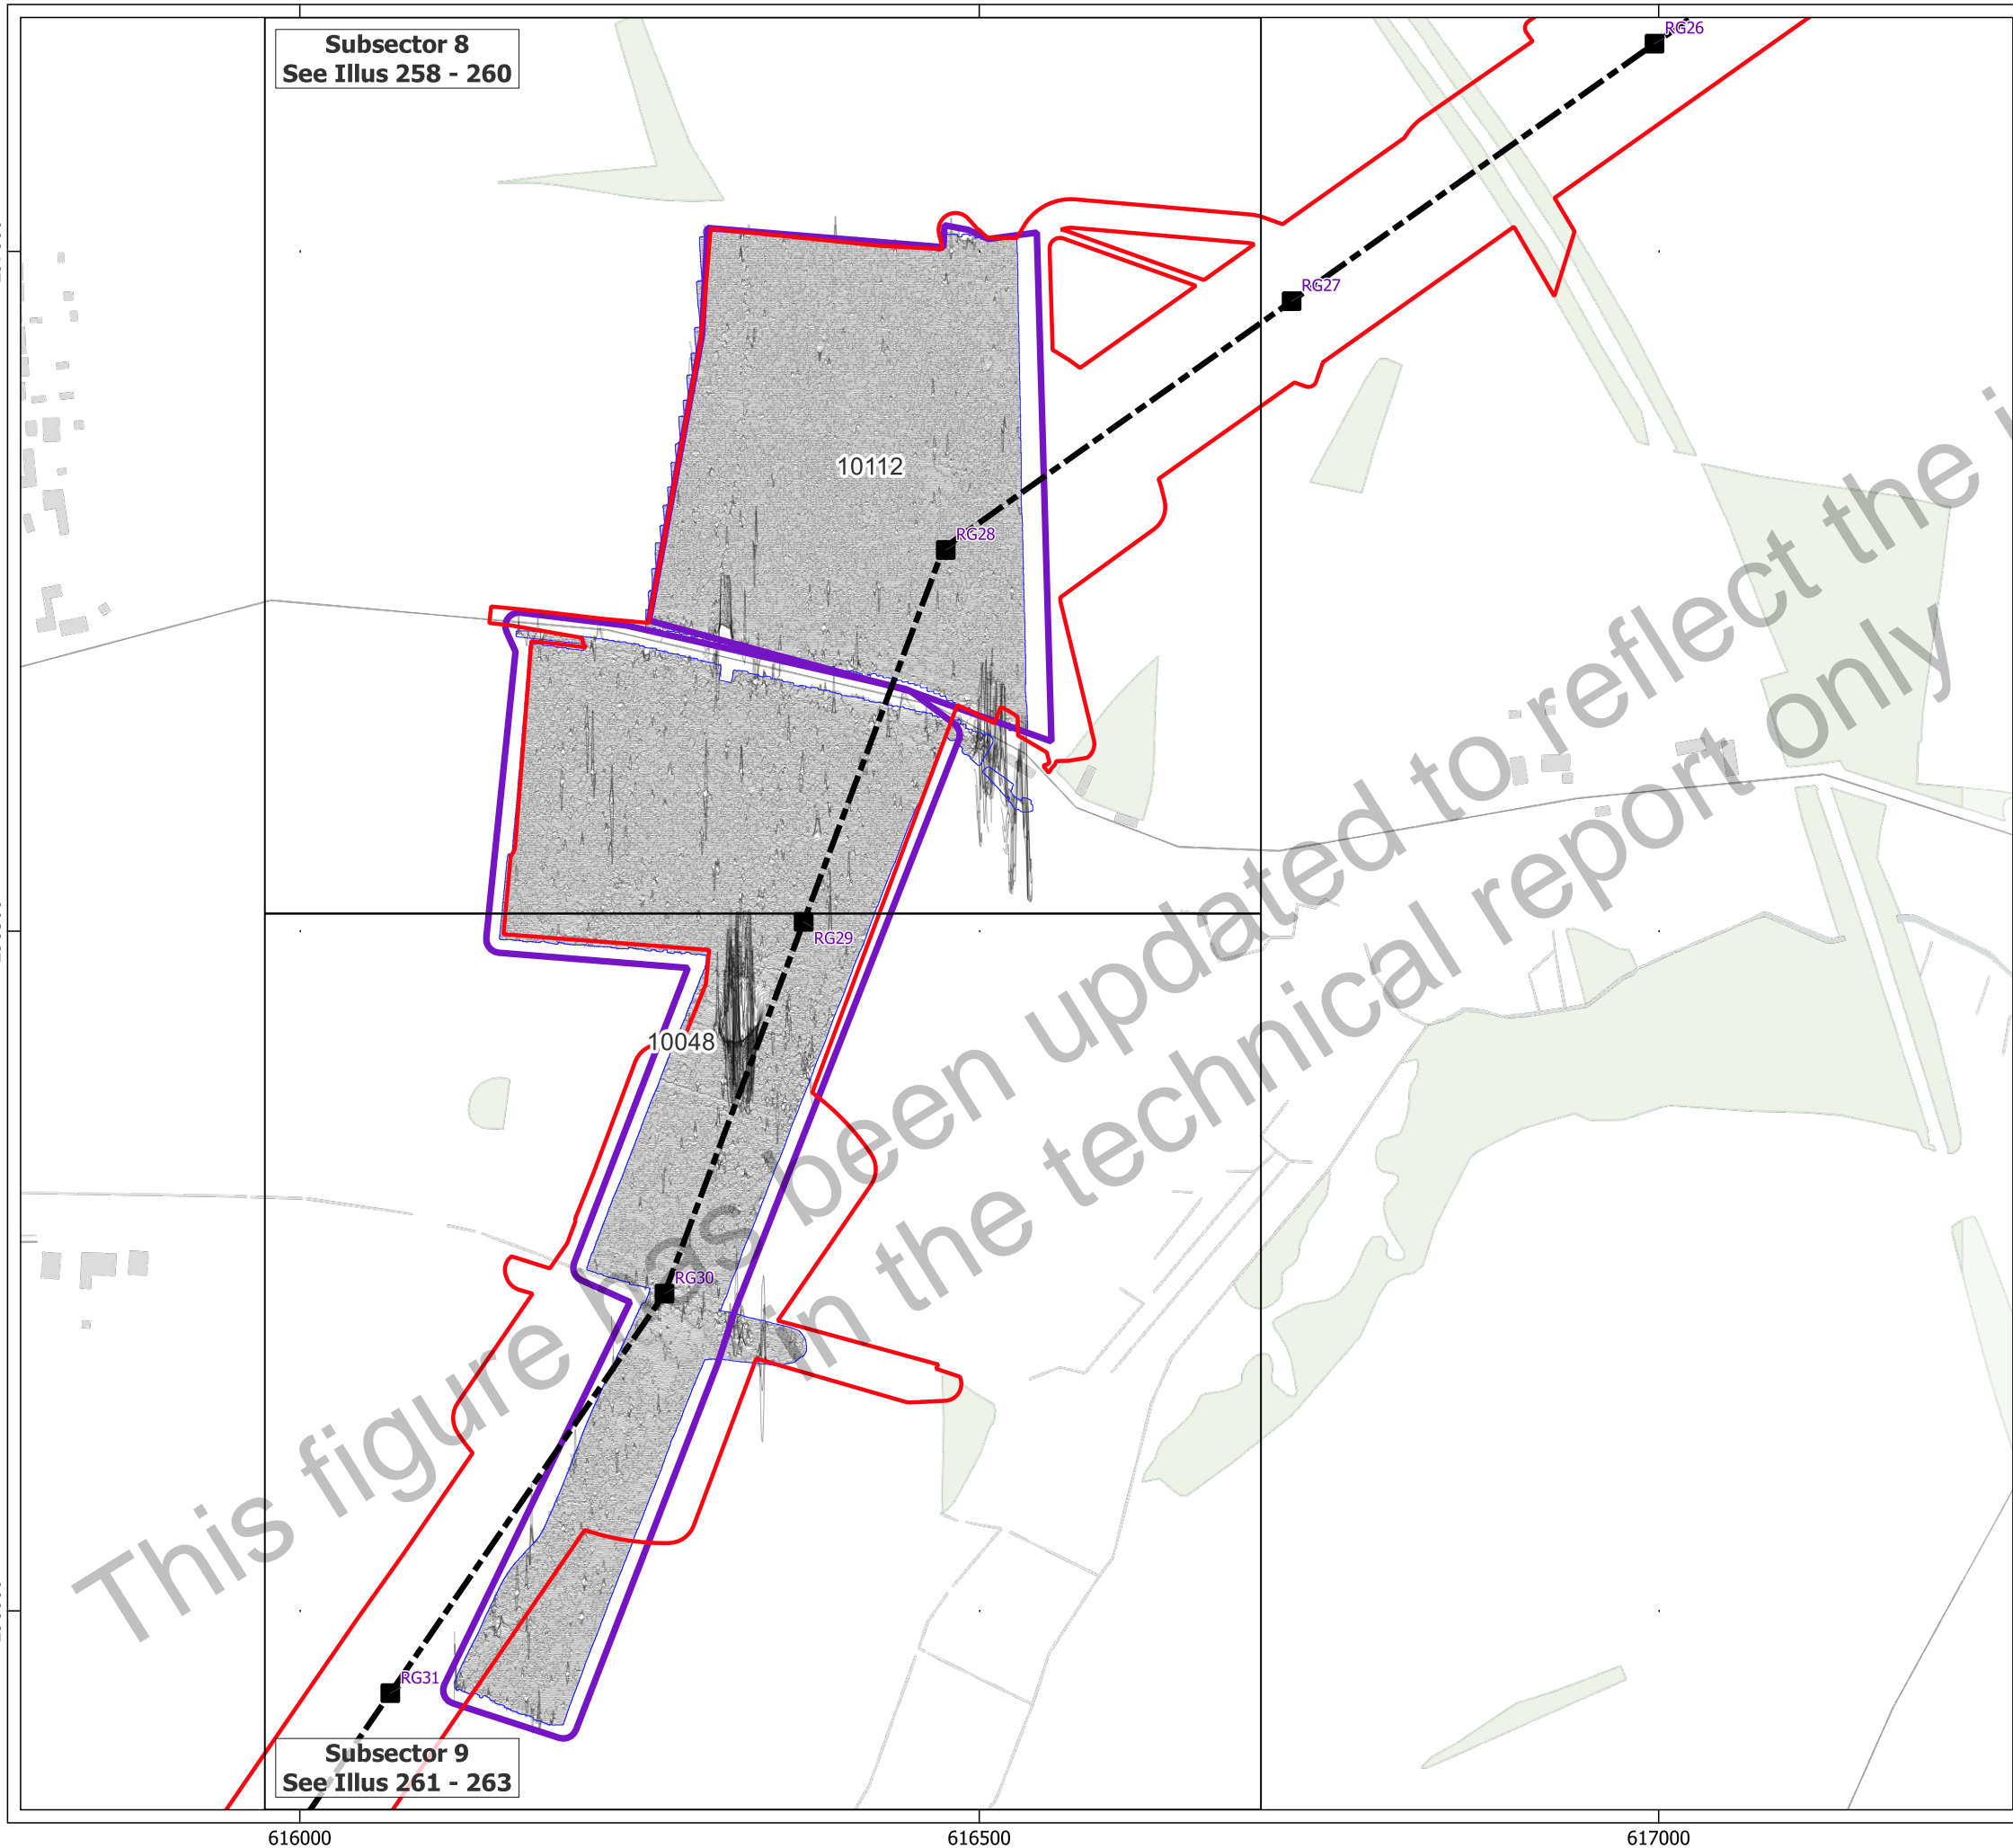 Subsector 8
See Illus 258 - 260
RG26
RG27
10112
RG28
RG29
10048
RG30
RG31
This figure has been updated to reflect the i
in the technical report only
Subsector 9
See Illus 261 - 263
616000
616500
617000